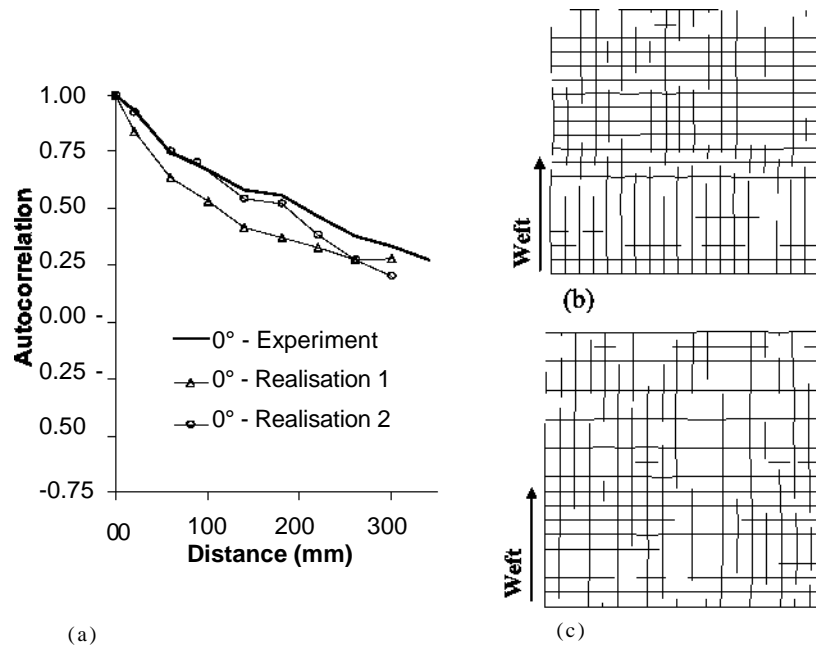 1.00
0.75
0.50
0.25
0.00 -
0.25 -
0.50
-0.75
Autocorrelation
0° - Experiment
0° - Realisation 1
0° - Realisation 2
00 100 200 300
Distance (mm)
(a)
Weft
(b)
Weft
(c)